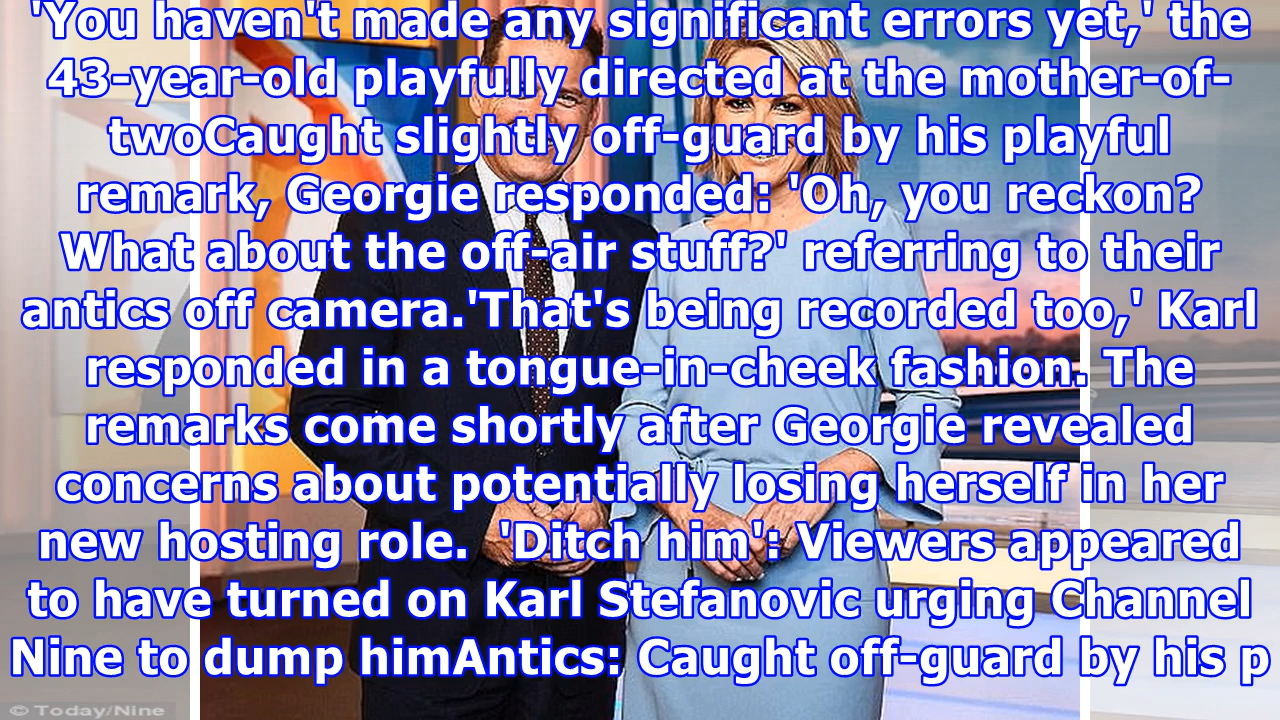 'You haven't made any significant errors yet,' the
43-year-old playfully directed at the mother-of-
twoCaught slightly off-guard by his playful
remark, Georgie responded: 'Oh, you reckon?
What about the off-air stuff?' referring to their
antics off camera.'That's being recorded too,' Karl
responded in a tongue-in-cheek fashion. The
remarks come shortly after Georgie revealed
concerns about potentially losing herself in her
new hosting role.  'Ditch him': Viewers appeared
to have turned on Karl Stefanovic urging Channel
Nine to dump himAntics: Caught off-guard by his p
© Today/Nine